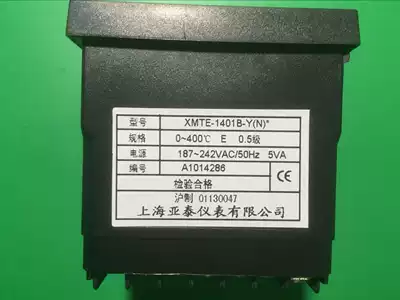 型号 XMTE-1401B-Y(N)*
规格 0~400℃ E 0.5级
电源 187~242VAC/50Hz 5VA
编号 A1014286
检验合格
CE
沪制 01130047
上海亚泰仪表有限公司